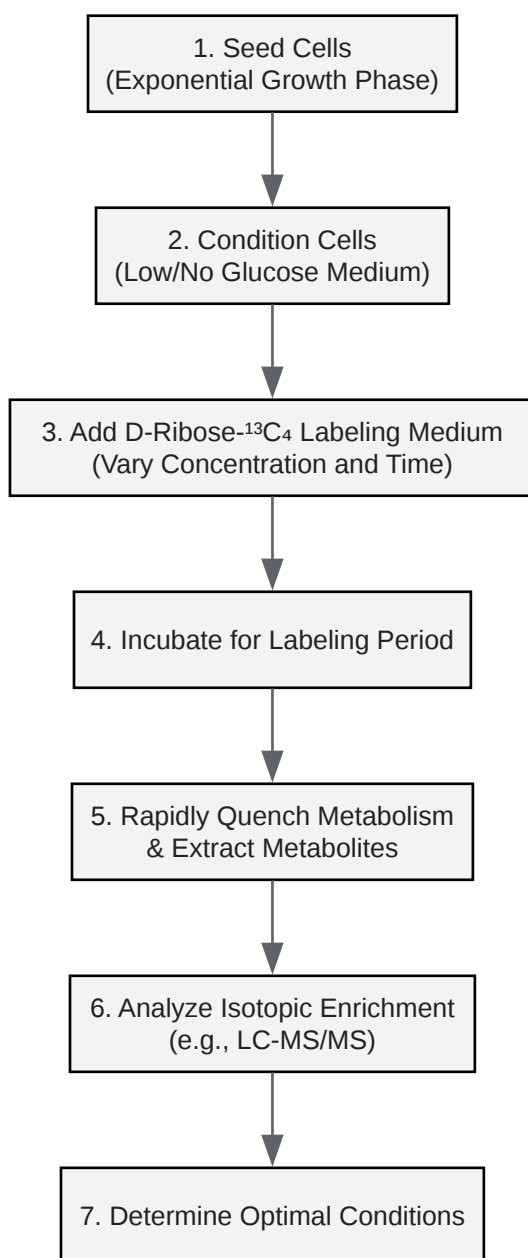 1. Seed Cells
(Exponential Growth Phase)
2. Condition Cells
(Low/No Glucose Medium)
3. Add D-Ribose-¹³C₄ Labeling Medium
(Vary Concentration and Time)
4. Incubate for Labeling Period
5. Rapidly Quench Metabolism
& Extract Metabolites
6. Analyze Isotopic Enrichment
(e.g., LC-MS/MS)
7. Determine Optimal Conditions